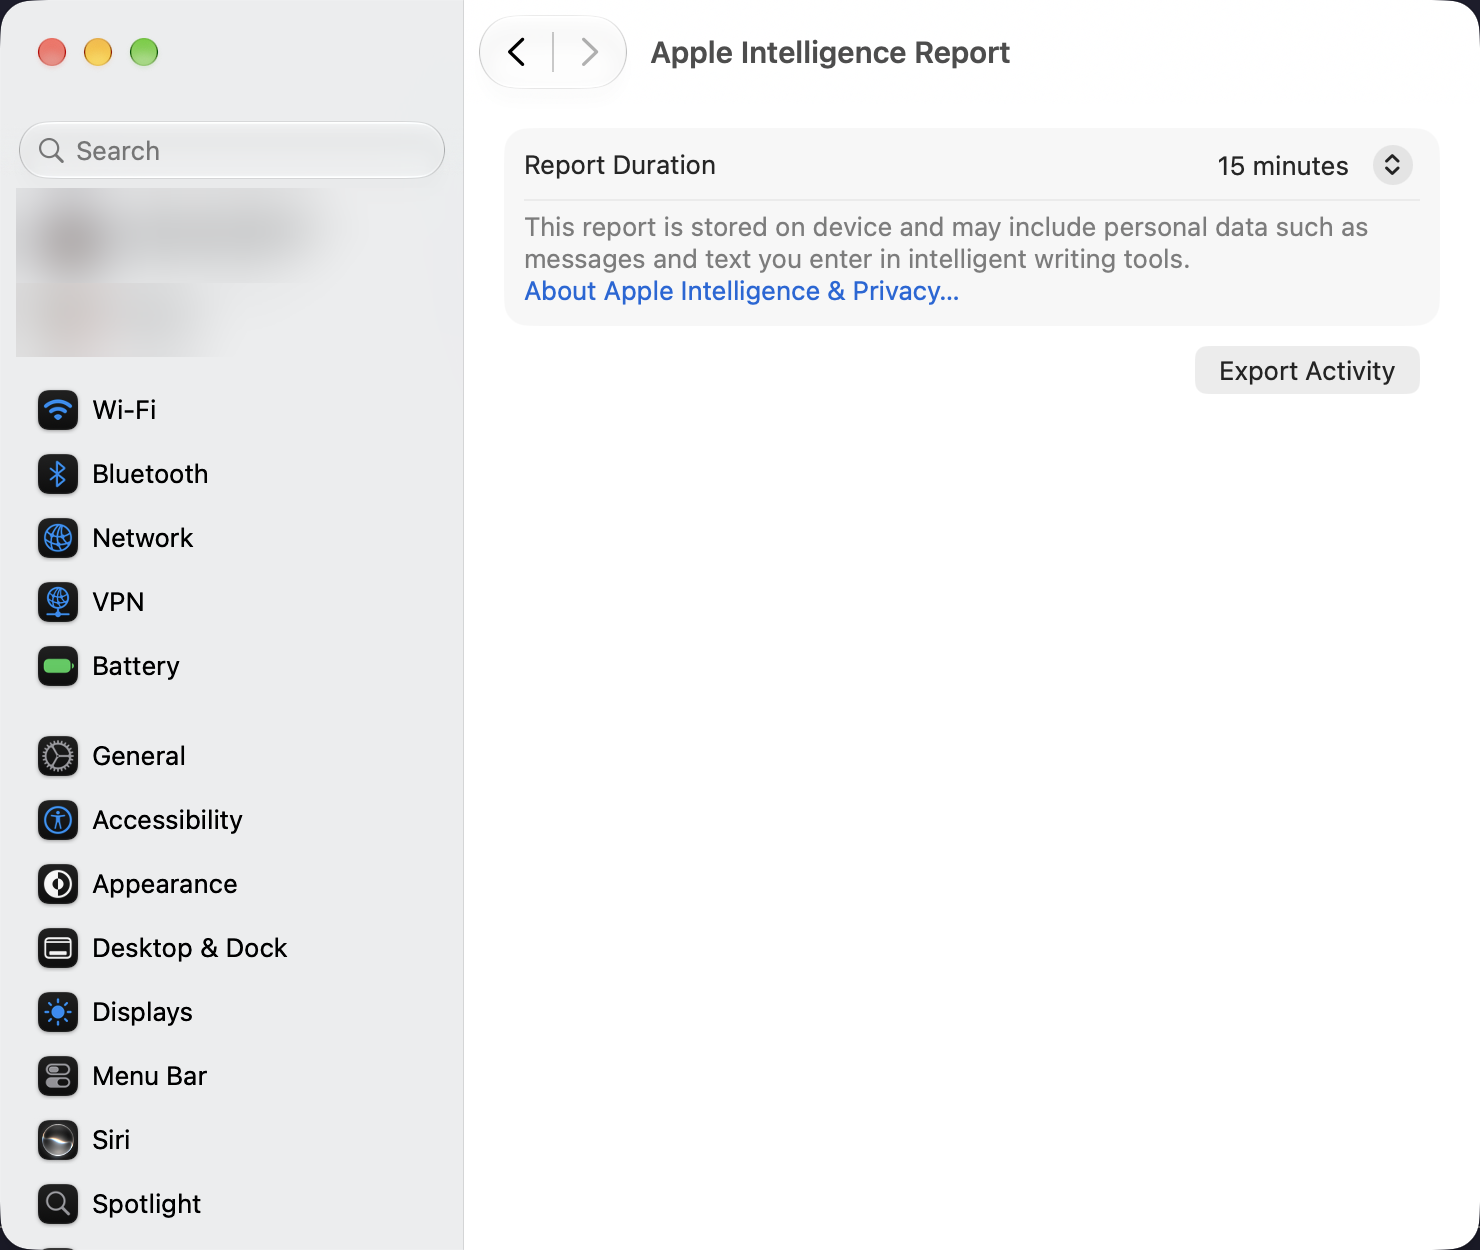 Search
Wi-Fi
Bluetooth
Network
VPN
Battery
General
Accessibility
Appearance
Desktop & Dock
Displays
Menu Bar
Siri
Spotlight
Apple Intelligence Report
Report Duration
15 minutes
This report is stored on device and may include personal data such as
messages and text you enter in intelligent writing tools.
About Apple Intelligence & Privacy...
Export Activity